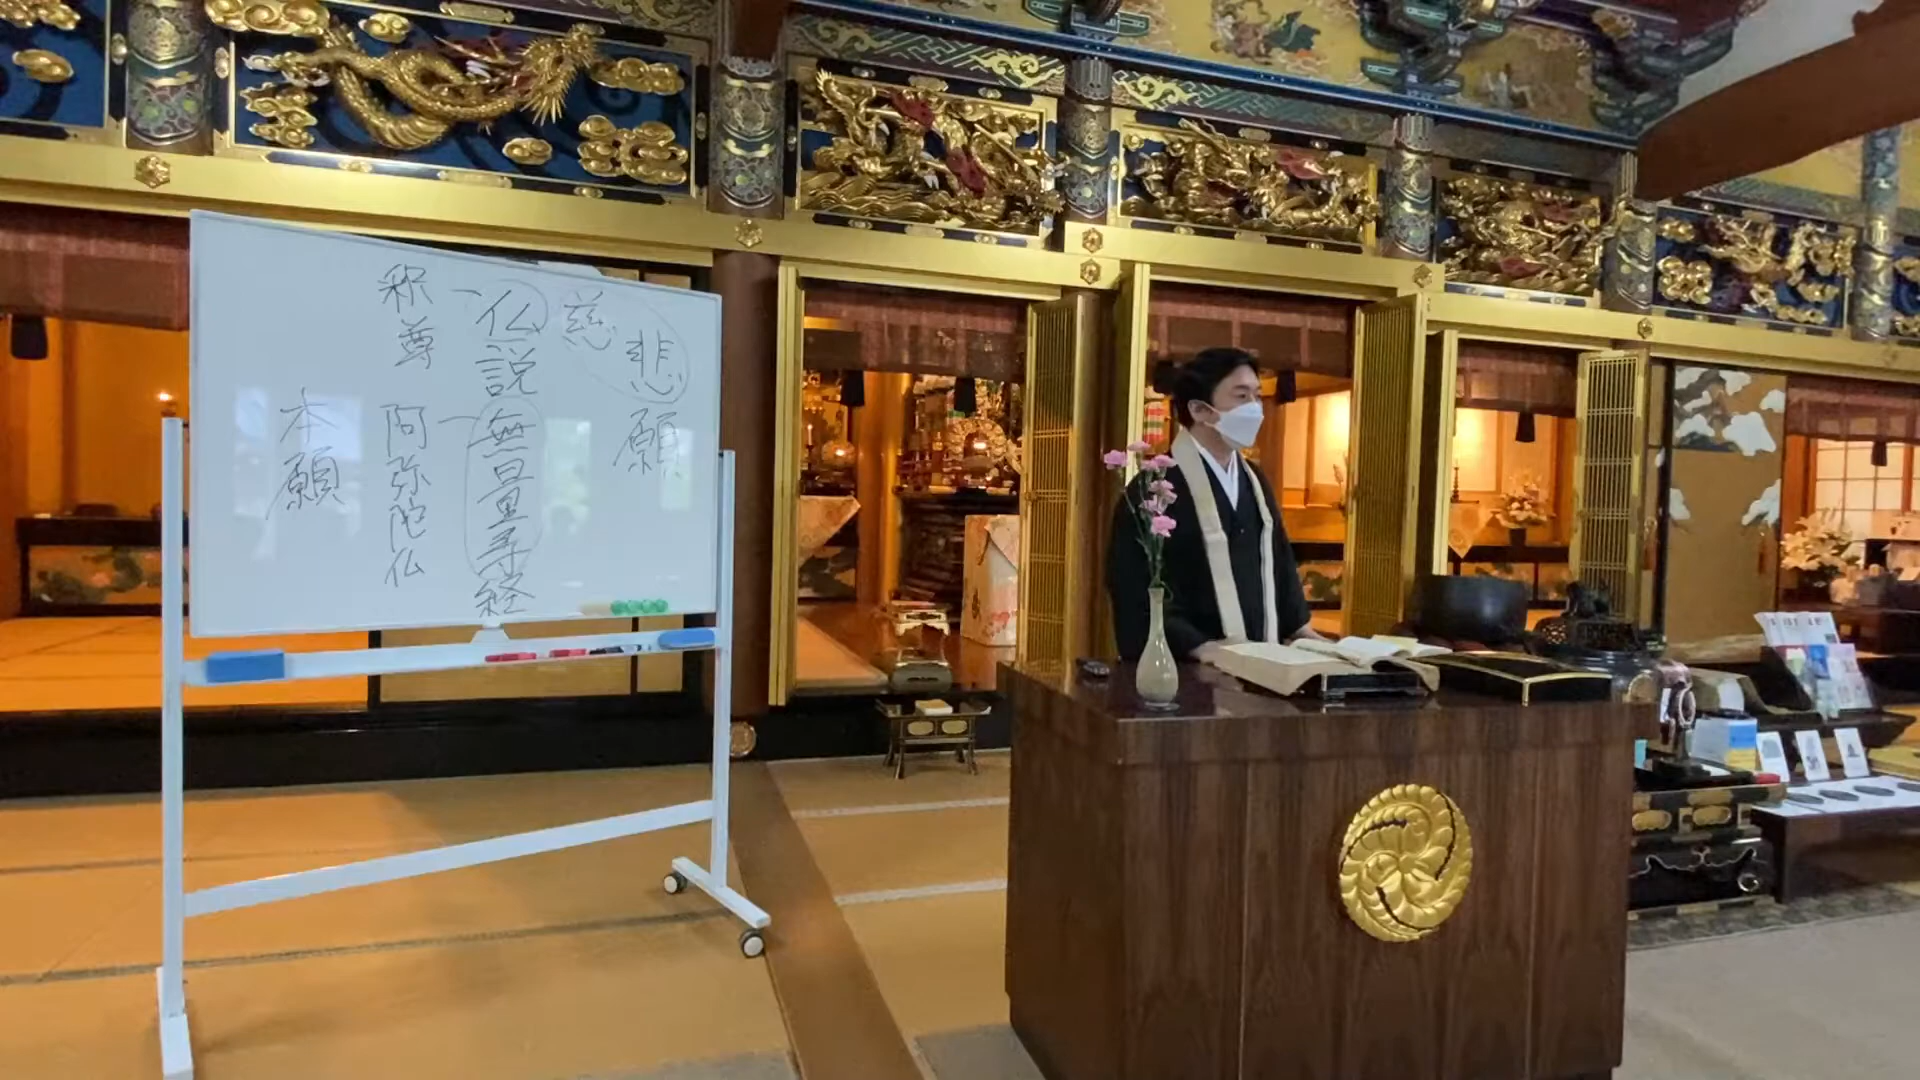 慈悲
願
仏説無量寿経
釈尊
阿弥陀仏
本願